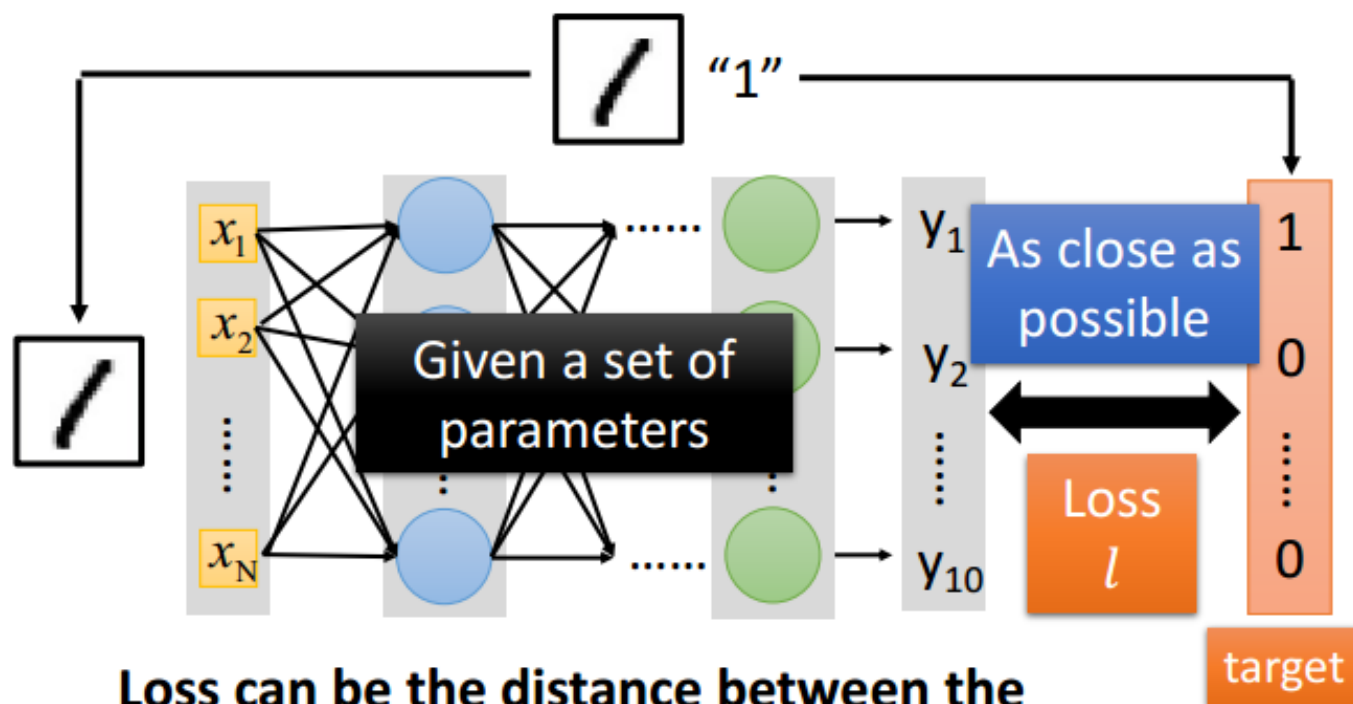 “1”
x1
x2
......
xN
......
......
Given a set of
parameters
y1
y2
......
y10
As close as
possible
Loss
l
1
0
......
0
target
Loss can be the distance between the